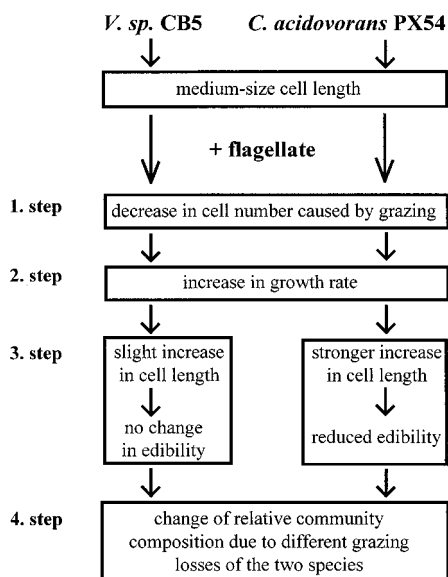 V. sp. CB5 C. acidovorans PX54
medium-size cell length
+ flagellate
1. step decrease in cell number caused by grazing
2. step increase in growth rate
3. step
slight increase
in cell length
no change
in edibility
stronger increase
in cell length
reduced edibility
4. step
change of relative community
composition due to different grazing
losses of the two species